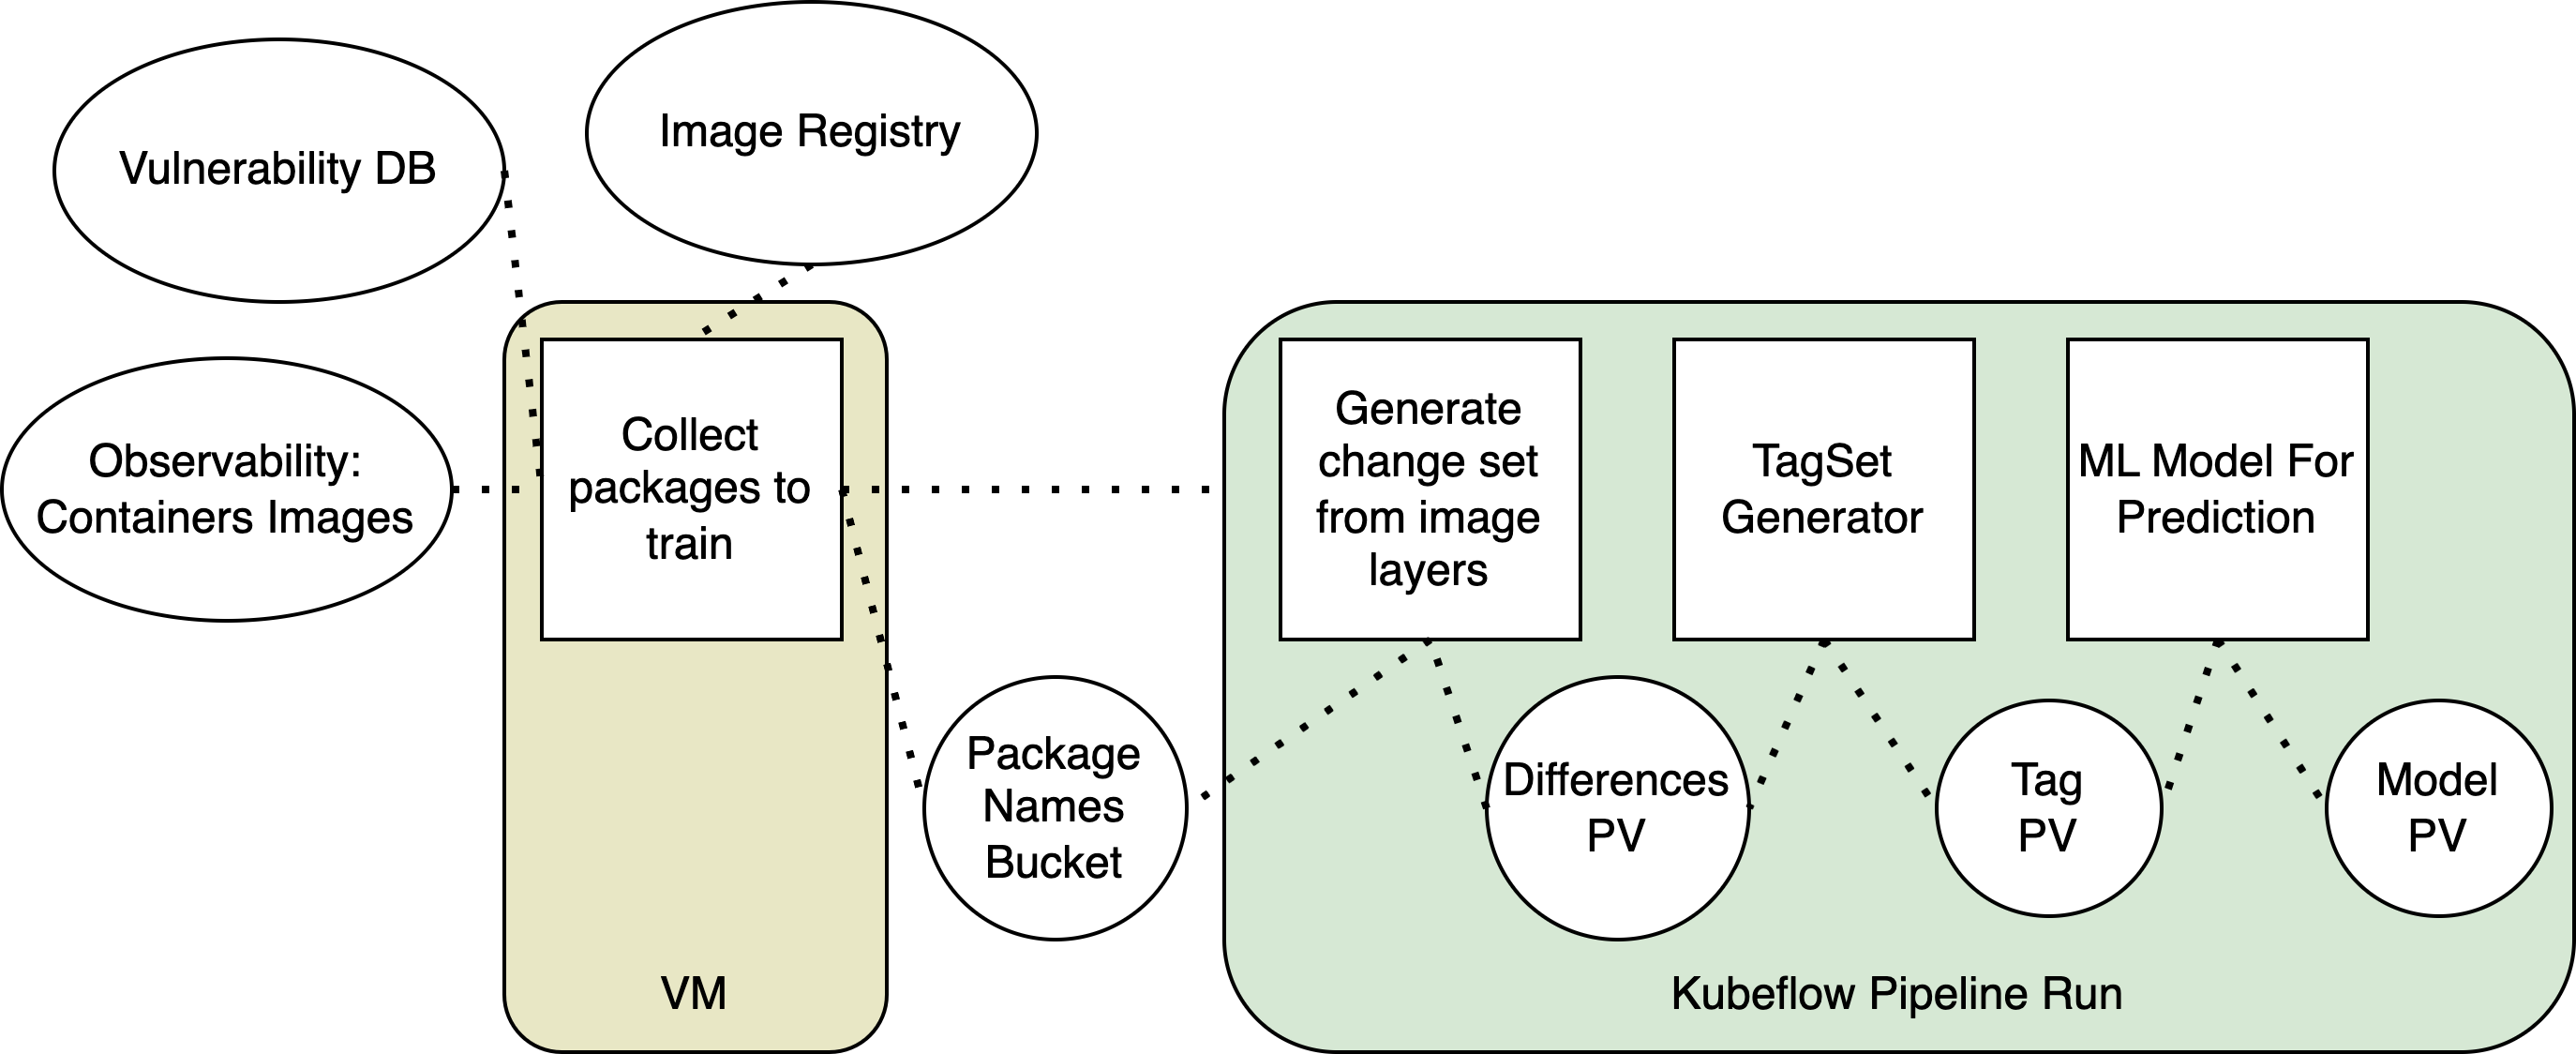 Vulnerability DB
Image Registry
Observability:
Containers Images
Collect
packages to
train
VM
Package
Names
Bucket
Generate
change set
from image
layers
TagSet
Generator
ML Model For
Prediction
Differences
PV
Tag
PV
Model
PV
Kubeflow Pipeline Run